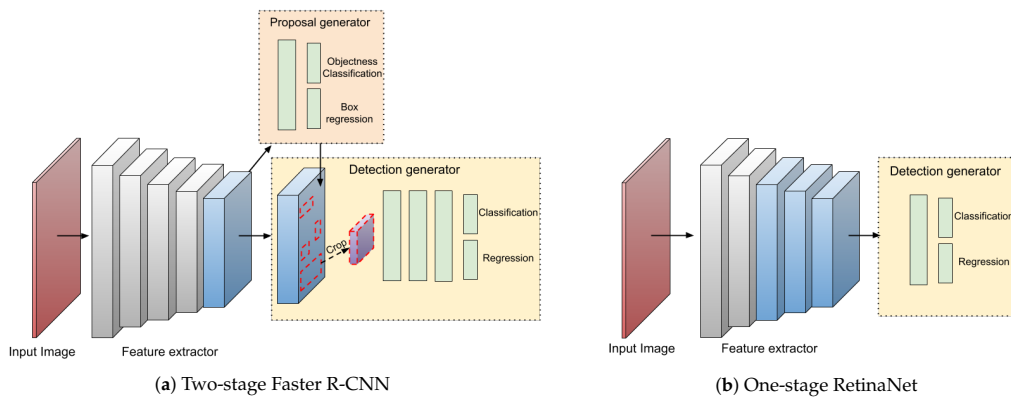 Proposal generator
Objectness
Classification
Box
regression
Detection generator
Crop
Classification
Regression
Input Image
Feature extractor
(a) Two-stage Faster R-CNN
Detection generator
Classification
Regression
Input Image
Feature extractor
(b) One-stage RetinaNet